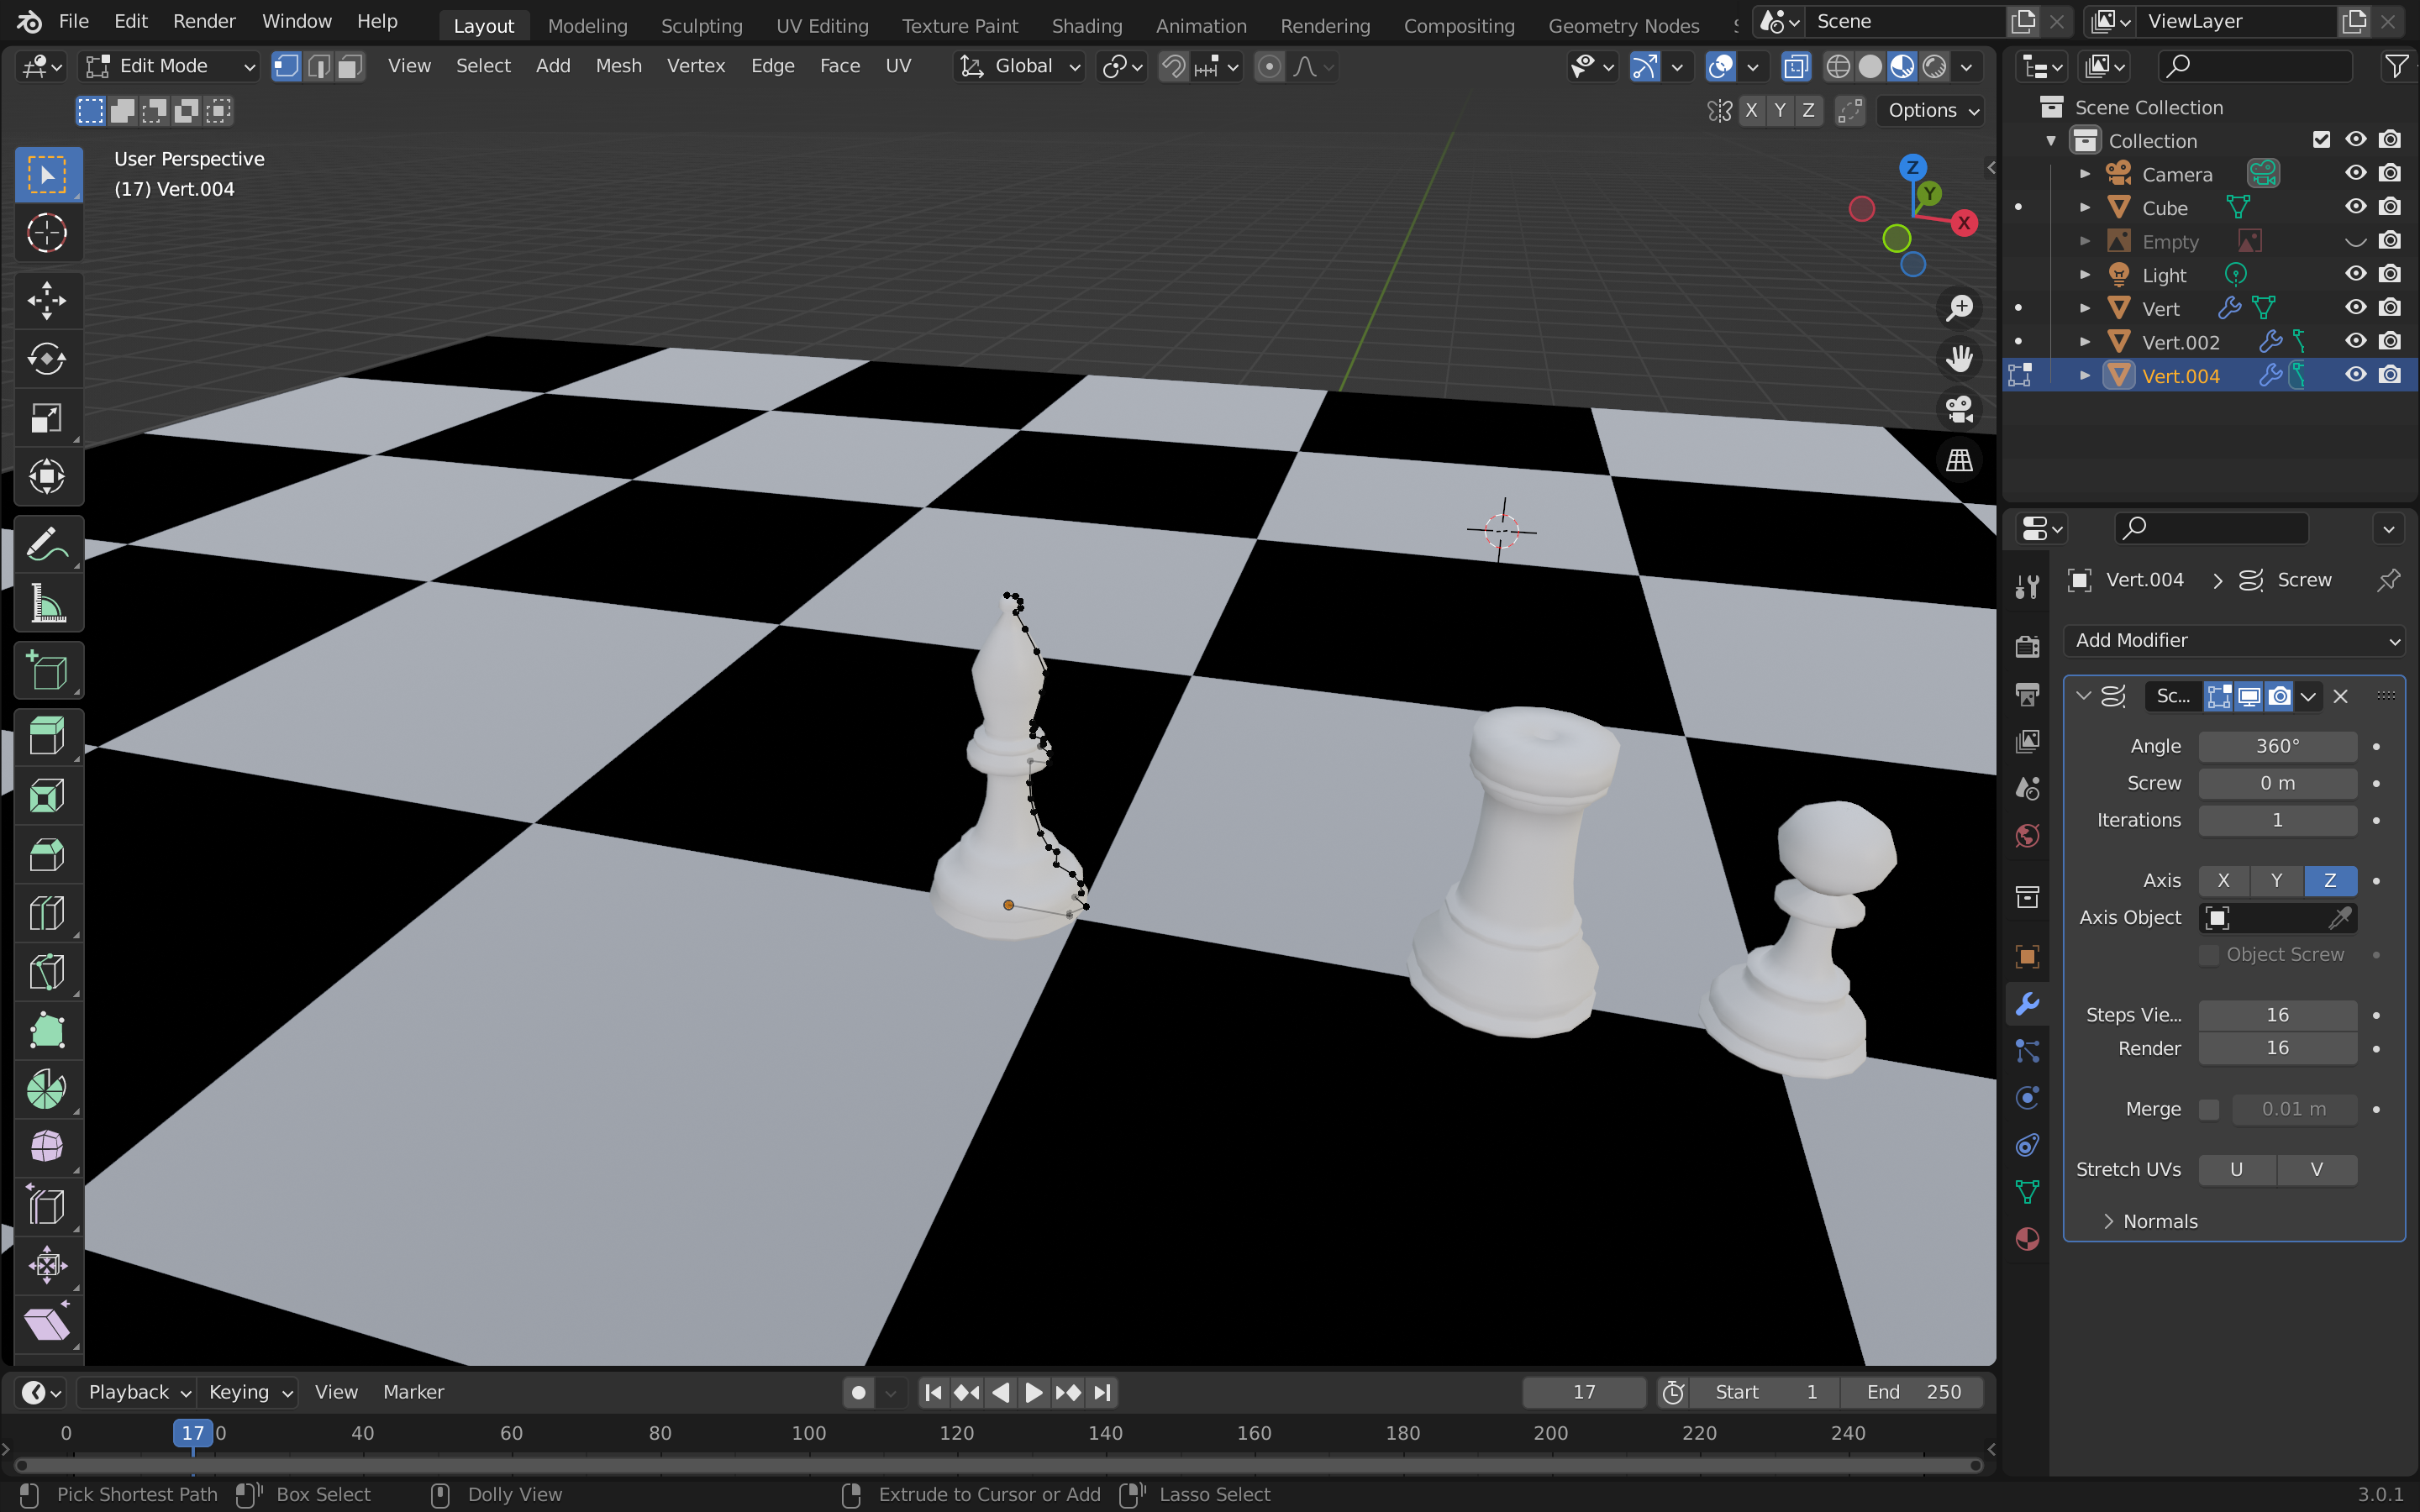 File Edit Render Window Help Layout Modeling Sculpting UV Editing Texture Paint Shading Animation Rendering Compositing Geometry Nodes Scene ViewLayer
Edit Mode View Select Add Mesh Vertex Edge Face UV Global
X Y Z Options
User Perspective
(17) Vert.004
Z
Y
X
Scene Collection
Collection
Camera
Cube
Empty
Light
Vert
Vert.002
Vert.004
Vert.004 Screw
Add Modifier
Sc...
Angle 360°
Screw 0 m
Iterations 1
Axis X Y Z
Axis Object
Object Screw
Steps Vie... 16
Render 16
Merge 0.01 m
Stretch UVs U V
Normals
Playback Keying View Marker 17 Start 1 End 250
0 17 0 40 60 80 100 120 140 160 180 200 220 240
Pick Shortest Path Box Select Dolly View Extrude to Cursor or Add Lasso Select 3.0.1